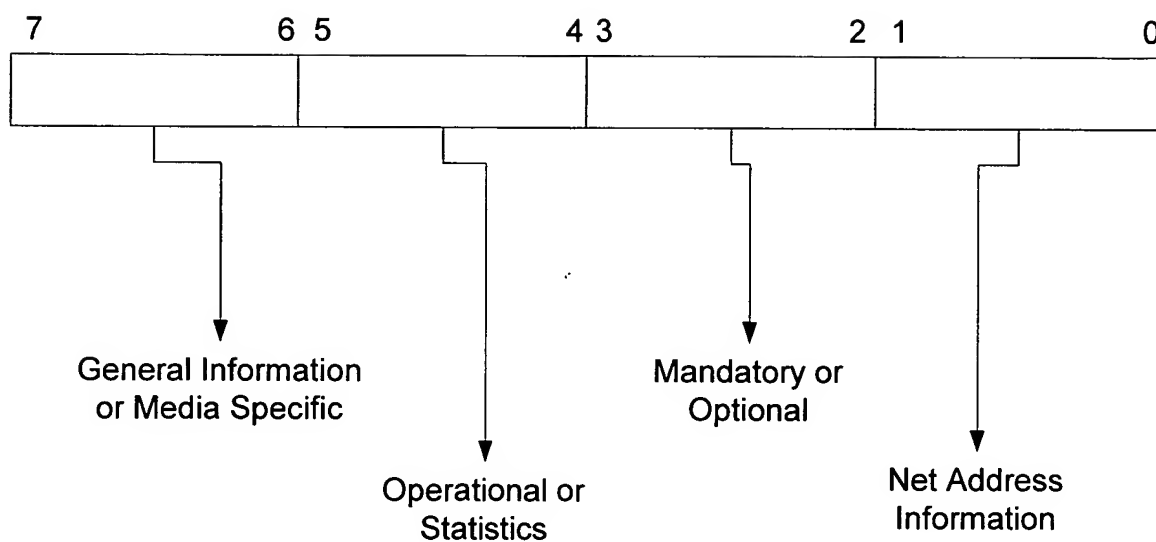 7 6 5 4 3 2 1 0
General Information
or Media Specific
Mandatory or
Optional
Operational or
Statistics
Net Address
Information